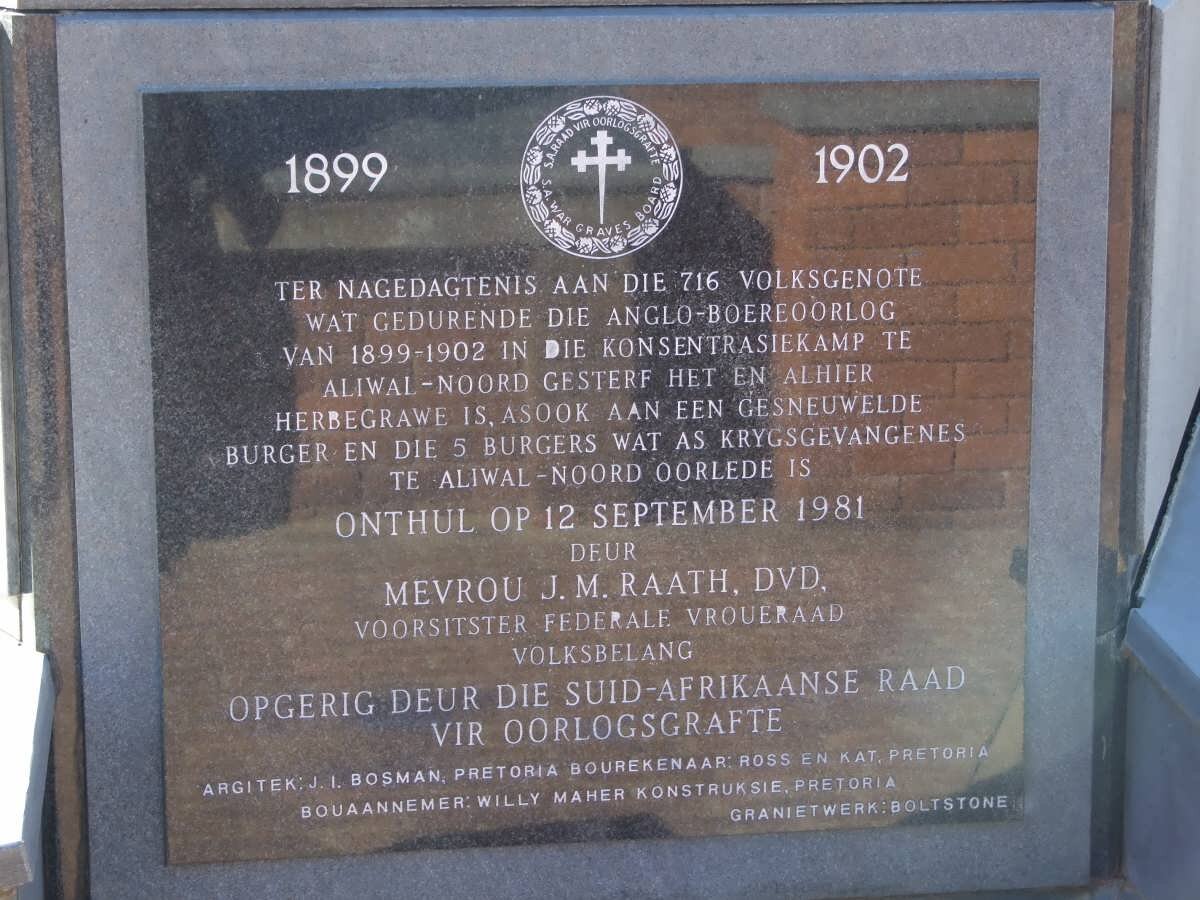 1899
S.A. RAAD VIR OORLOGSGRAFTE
S.A. WAR GRAVES BOARD
1902
TER NAGEDAGTENIS AAN DIE 716 VOLKSGENOTE
WAT GEDURENDE DIE ANGLO-BOEREOORLOG
VAN 1899-1902 IN DIE KONSENTRASIEKAMP TE
ALIWAL-NOORD GESTERF HET EN ALHIER
HERBEGRAWE IS, ASOOK AAN EEN GESNEUWELDE
BURGER EN DIE 5 BURGERS WAT AS KRYGSGEVANGENES
TE ALIWAL-NOORD OORLEDE IS
ONTHUL OP 12 SEPTEMBER 1981
DEUR
MEVROU J. M. RAATH, DVD,
VOORSITSTER FEDERALE VROUERAAD
VOLKSBELANG
OPGERIG DEUR DIE SUID-AFRIKAANSE RAAD
VIR OORLOGSGRAFTE
ARGITEK: J. I. BOSMAN, PRETORIA BOUREKENAAR: ROSS EN KAT, PRETORIA
BOUAANNEMER: WILLY MAHER KONSTRUKSIE, PRETORIA
GRANIETWERK: BOLTSTONE